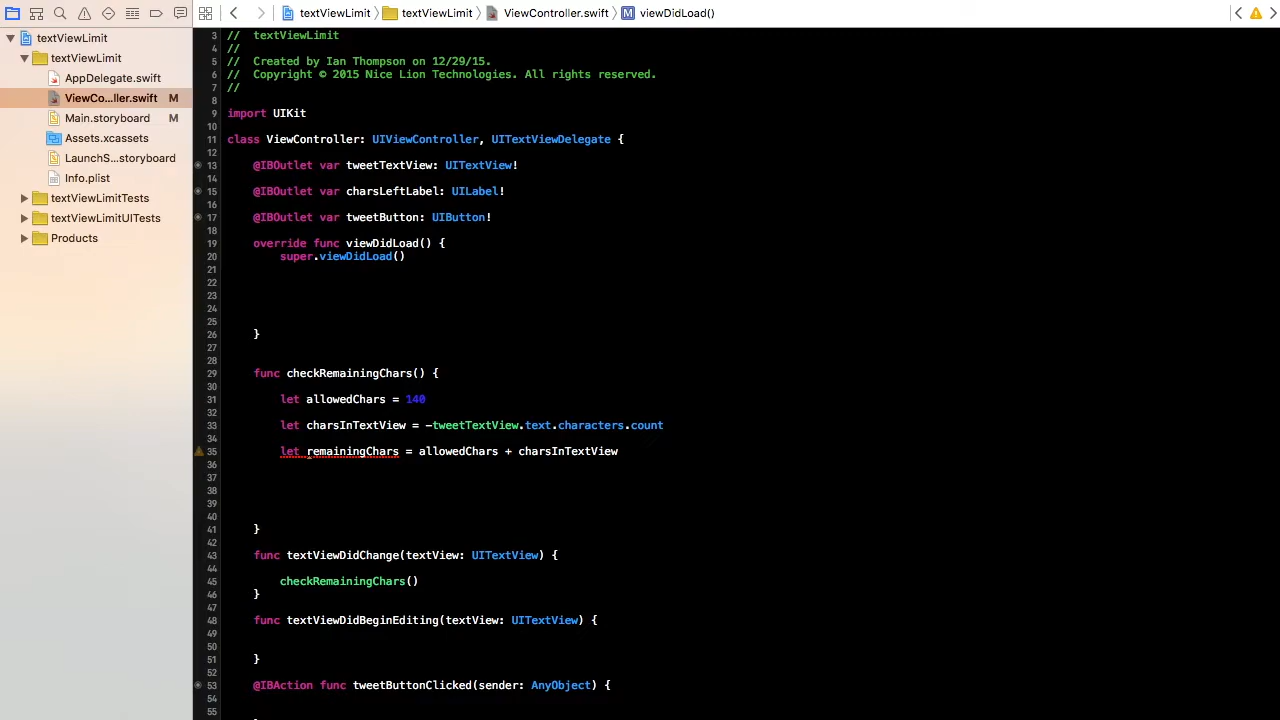 textViewLimit
textViewLimit
ViewController.swift
viewDidLoad()
textViewLimit
textViewLimit
AppDelegate.swift
ViewCo...ller.swift M
Main.storyboard M
Assets.xcassets
LaunchS...storyboard
Info.plist
textViewLimitTests
textViewLimitUITests
Products
3 //  textViewLimit
4 //
5 //  Created by Ian Thompson on 12/29/15.
6 //  Copyright © 2015 Nice Lion Technologies. All rights reserved.
7 //
8
9 import UIKit
10
11 class ViewController: UIViewController, UITextViewDelegate {
12
13     @IBOutlet var tweetTextView: UITextView!
14
15     @IBOutlet var charsLeftLabel: UILabel!
16
17     @IBOutlet var tweetButton: UIButton!
18
19     override func viewDidLoad() {
20         super.viewDidLoad()
21
22
23
24
25
26     }
27
28
29     func checkRemainingChars() {
30
31         let allowedChars = 140
32
33         let charsInTextView = -tweetTextView.text.characters.count
34
35         let remainingChars = allowedChars + charsInTextView
36
37
38
39
40
41     }
42
43     func textViewDidChange(textView: UITextView) {
44
45         checkRemainingChars()
46     }
47
48     func textViewDidBeginEditing(textView: UITextView) {
49
50
51     }
52
53     @IBAction func tweetButtonClicked(sender: AnyObject) {
54
55